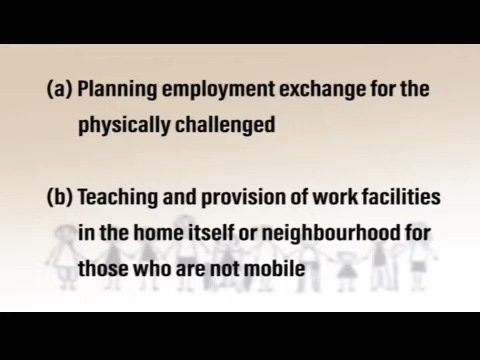 (a) Planning employment exchange for the
physically challenged
(b) Teaching and provision of work facilities
in the home itself or neighbourhood for
those who are not mobile